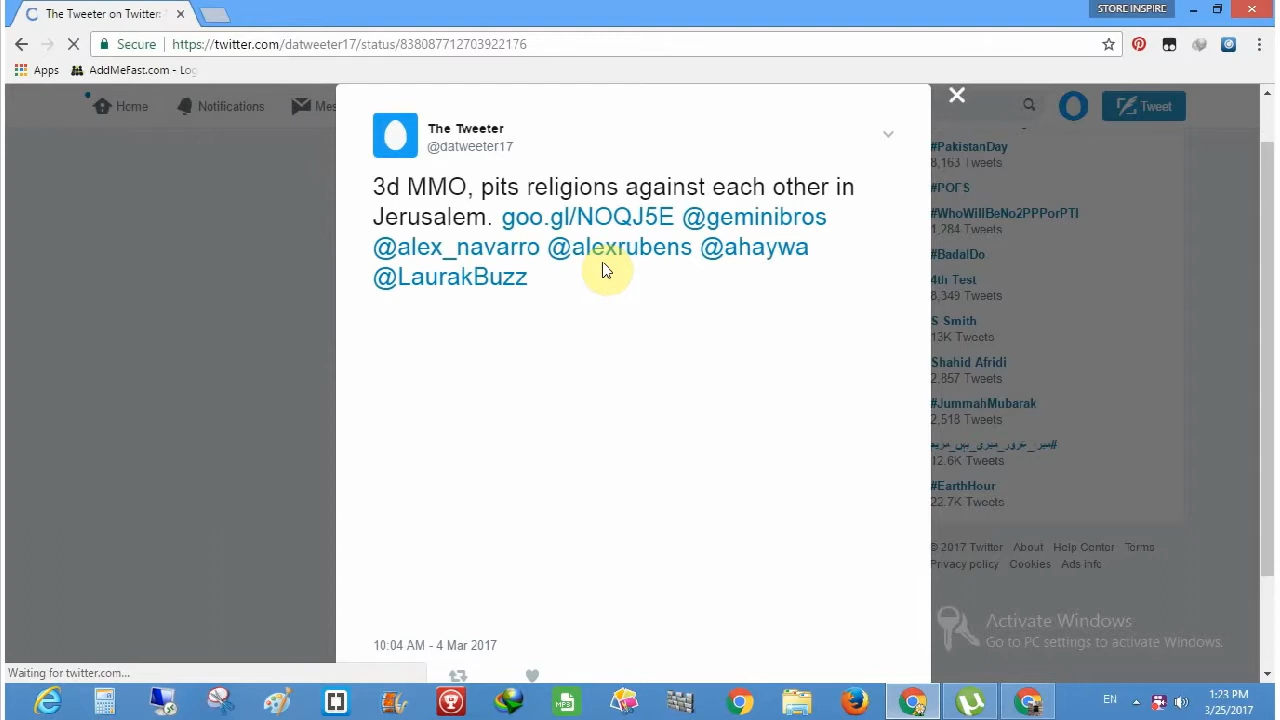 The Tweeter on Twitter:
STORE INSPIRE
Secure
https://twitter.com/datweeter17/status/838087712703922176
Apps
AddMeFast.com - Log
Home
Notifications
Mes
Tweet
The Tweeter
@datweeter17
3d MMO, pits religions against each other in
Jerusalem. goo.gl/NOQJ5E @geminibros
@alex_navarro @alexrubens @ahaywa
@LaurakBuzz
10:04 AM - 4 Mar 2017
#PakistanDay
8,163 Tweets
#WhoWillBeNo2PPPorPTI
1,284 Tweets
#BadalDo
4th Test
8,349 Tweets
S Smith
13K Tweets
Shahid Afridi
2,857 Tweets
#JummahMubarak
2,518 Tweets
12.6K Tweets
#EarthHour
22.7K Tweets
© 2017 Twitter About Help Center Terms
Privacy policy Cookies Ads info
Activate Windows
Go to PC settings to activate Windows.
Waiting for twitter.com...
MP3
EN
1:23 PM
3/25/2017